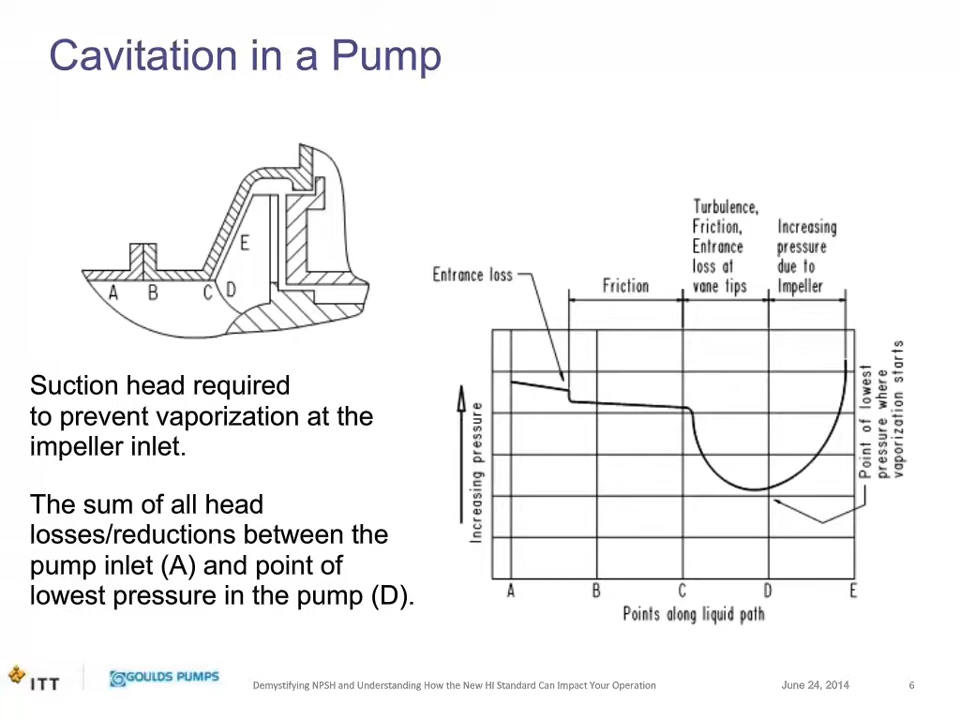 Cavitation in a Pump
A
B
C
D
E
Suction head required
to prevent vaporization at the
impeller inlet.
The sum of all head
losses/reductions between the
pump inlet (A) and point of
lowest pressure in the pump (D).
Entrance loss
Friction
Turbulence,
Friction,
Entrance
loss at
vane tips
Increasing
pressure
due to
Impeller
Increasing pressure
Point of lowest
pressure where
vaporization starts
A B C D E
Points along liquid path
ITT
GOULDS PUMPS
Demystifying NPSH and Understanding How the New HI Standard Can Impact Your Operation
June 24, 2014
6